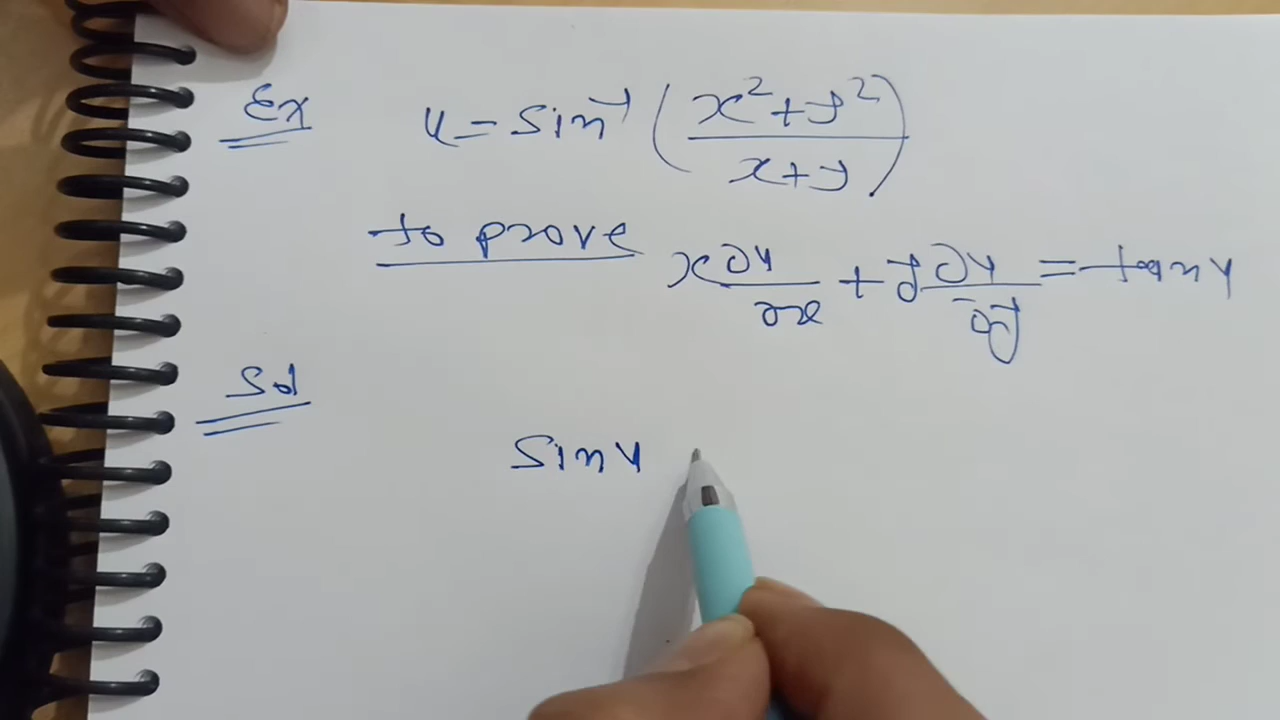 Ex u = sin⁻¹ (x² + y² / x + y)
to prove x ∂u/∂x + y ∂u/∂y = tan u
Sol
Sin u